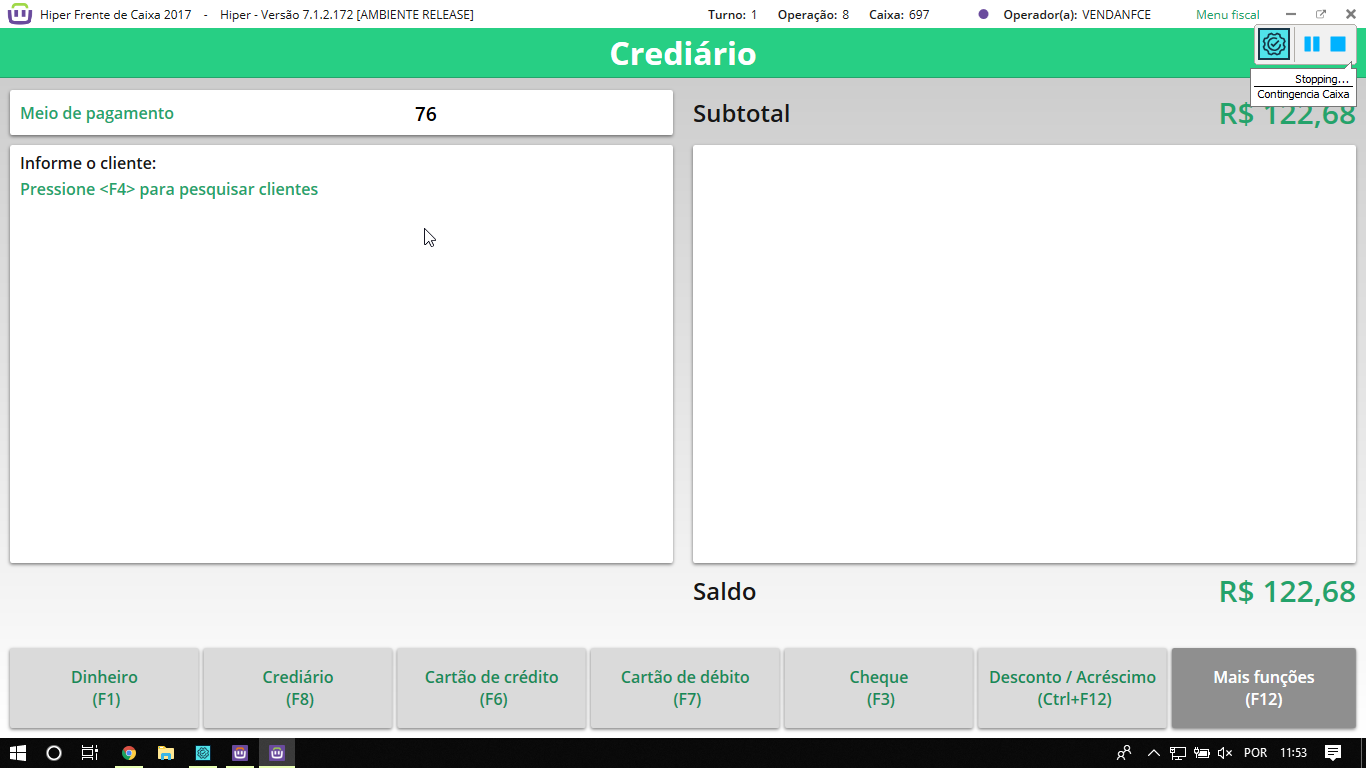 Hiper Frente de Caixa 2017 - Hiper - Versão 7.1.2.172 [AMBIENTE RELEASE] Turno: 1 Operação: 8 Caixa: 697 Operador(a): VENDANFCE Menu fiscal
Crediário
Stopping...
Contingencia Caixa
Meio de pagamento 76
Subtotal R$ 122,68
Informe o cliente:
Pressione <F4> para pesquisar clientes
Saldo R$ 122,68
Dinheiro
(F1)
Crediário
(F8)
Cartão de crédito
(F6)
Cartão de débito
(F7)
Cheque
(F3)
Desconto / Acréscimo
(Ctrl+F12)
Mais funções
(F12)
POR 11:53